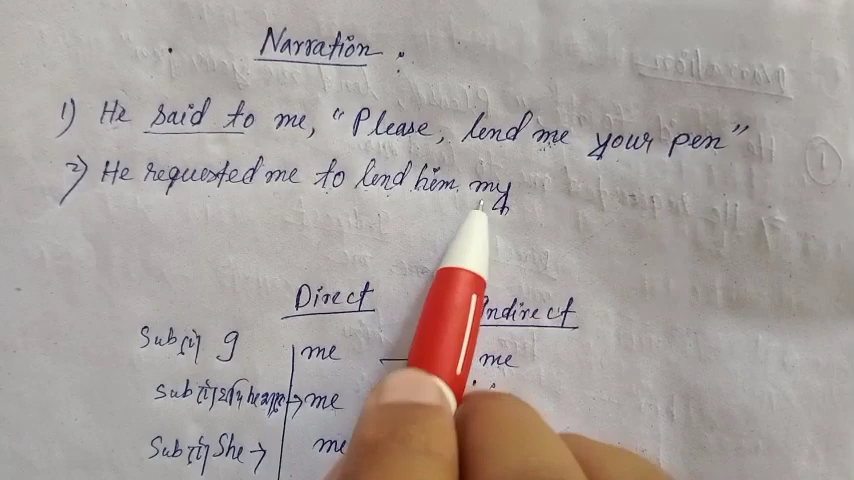 Narration :
1) He said to me, "Please, lend me your pen"
2) He requested me to lend him my
Direct Indirect
me me
me
she → me